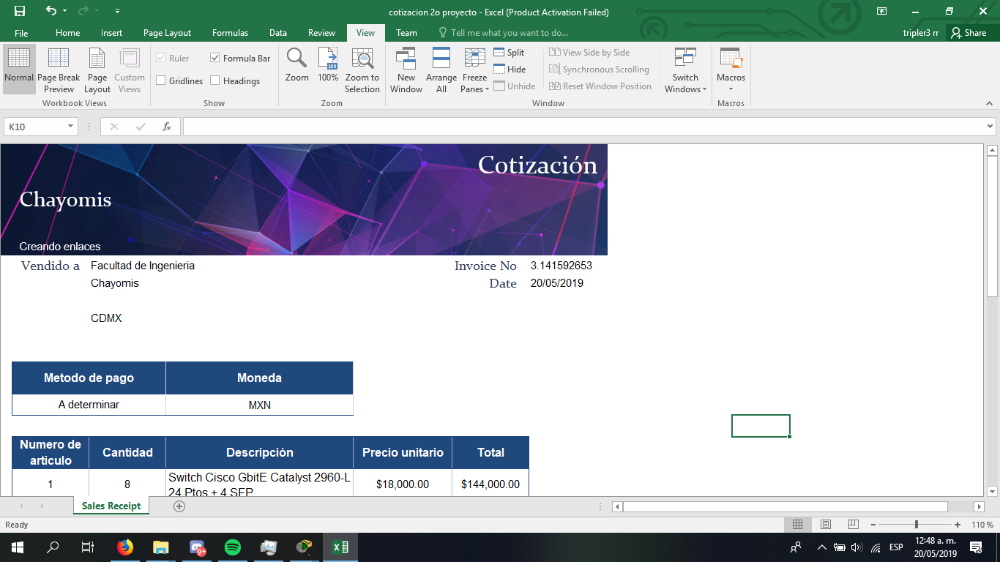 cotizacion 2o proyecto - Excel (Product Activation Failed)
File Home Insert Page Layout Formulas Data Review View Team Tell me what you want to do... tripler3 rr Share
Normal Page Break Preview Page Layout Custom Views
Workbook Views
Ruler Formula Bar
Gridlines Headings
Show
Zoom 100% Zoom to Selection
100
Zoom
New Window Arrange All Freeze Panes
Split
Hide
Unhide
View Side by Side
Synchronous Scrolling
Reset Window Position
Switch Windows
Window
Macros
Macros
K10 fx
Cotización
Chayomis
Creando enlaces
Vendido a Facultad de Ingenieria Invoice No 3.141592653
Chayomis Date 20/05/2019
CDMX
Metodo de pago Moneda
A determinar MXN
Numero de articulo Cantidad Descripción Precio unitario Total
1 8 Switch Cisco GbitE Catalyst 2960-L $18,000.00 $144,000.00
24 Ptos + 4 SFP
Sales Receipt
Ready 110 %
9+ ESP 12:48 a. m.
20/05/2019